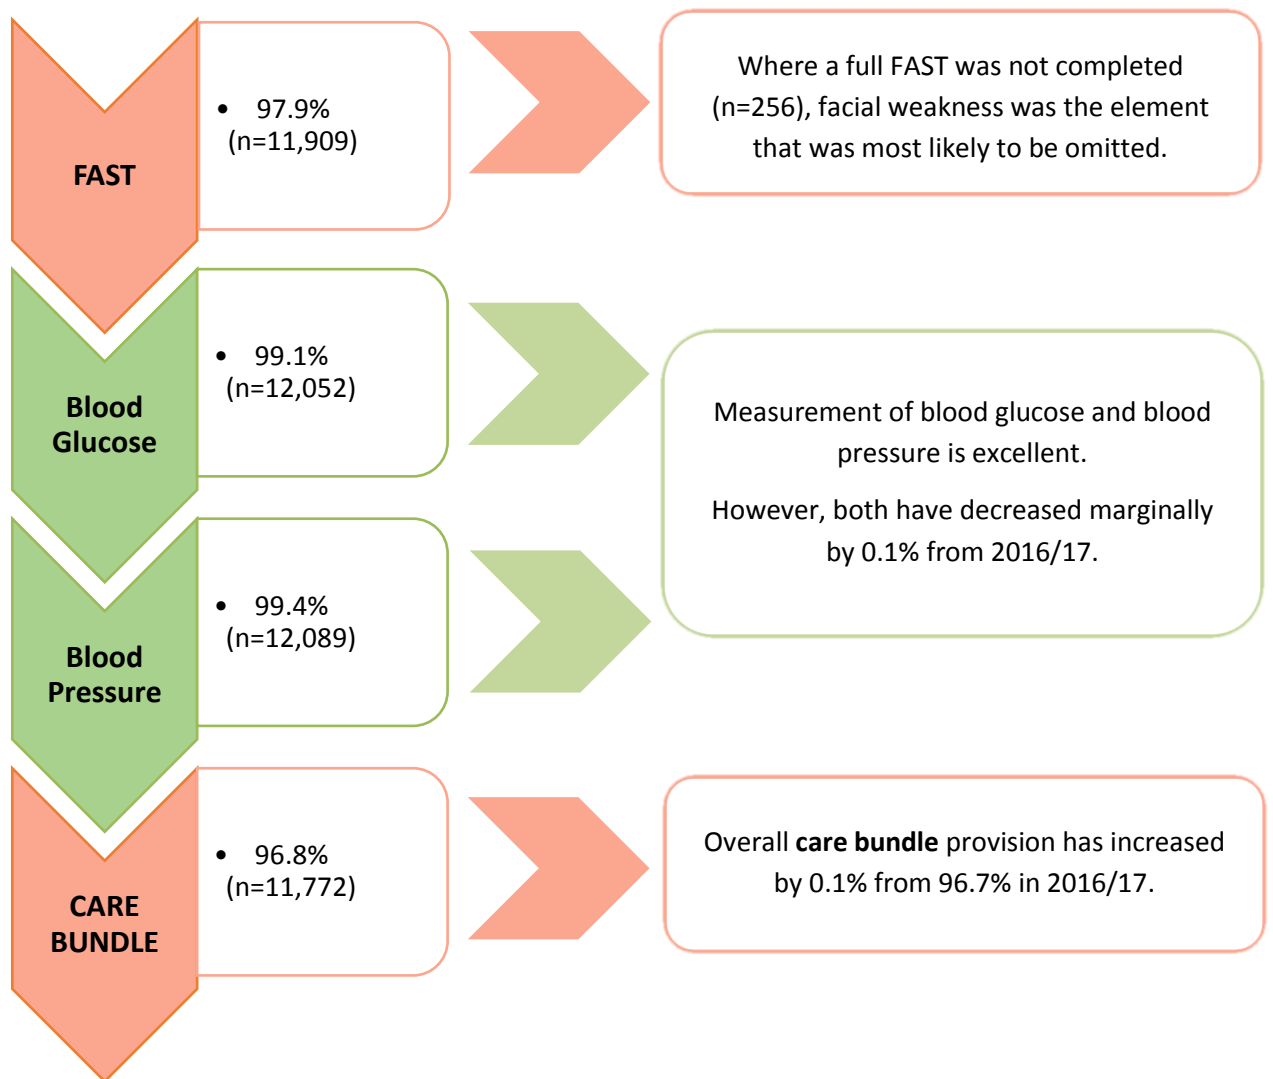 FAST
• 97.9%
(n=11,909)
Where a full FAST was not completed
(n=256), facial weakness was the element
that was most likely to be omitted.
Blood
Glucose
• 99.1%
(n=12,052)
Measurement of blood glucose and blood
pressure is excellent.
However, both have decreased marginally
by 0.1% from 2016/17.
Blood
Pressure
• 99.4%
(n=12,089)
CARE
BUNDLE
• 96.8%
(n=11,772)
Overall care bundle provision has increased
by 0.1% from 96.7% in 2016/17.